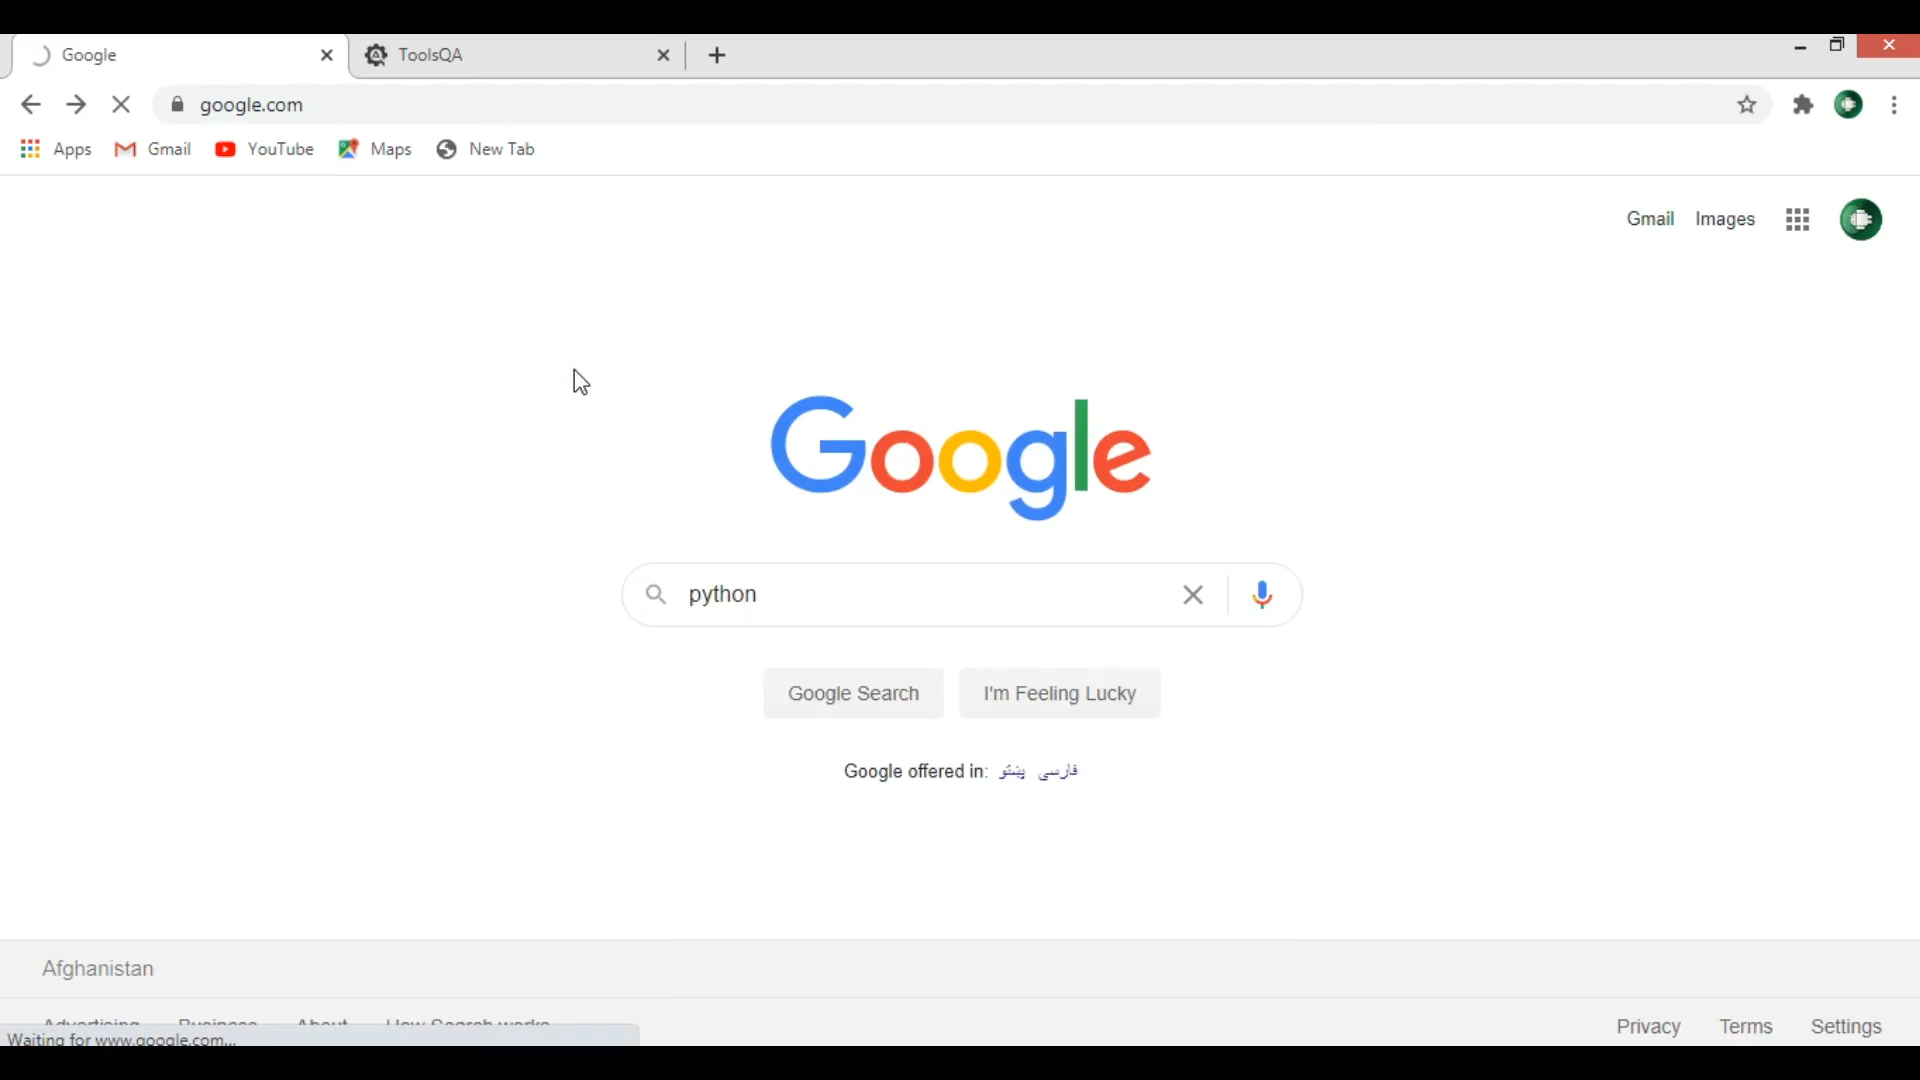 Google
ToolsQA
google.com
Apps
Gmail
YouTube
Maps
New Tab
Gmail
Images
Google
python
Google Search
I'm Feeling Lucky
Google offered in: پښتو فارسی
Afghanistan
Advertising
Business
About
How Search works
Privacy
Terms
Settings
Waiting for www.google.com...